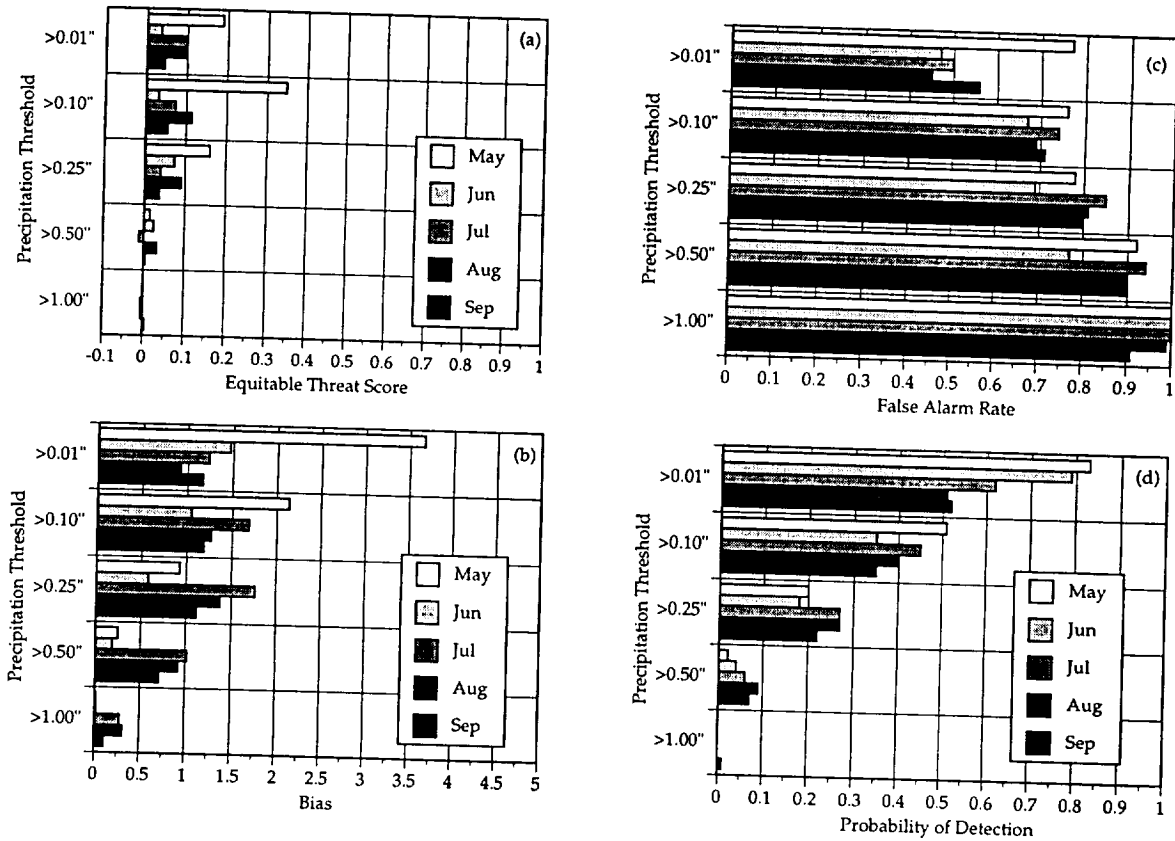 (a)
Precipitation Threshold
>0.01"
>0.10"
>0.25"
>0.50"
>1.00"
May
Jun
Jul
Aug
Sep
-0.1 0 0.1 0.2 0.3 0.4 0.5 0.6 0.7 0.8 0.9 1
Equitable Threat Score
(c)
Precipitation Threshold
>0.01"
>0.10"
>0.25"
>0.50"
>1.00"
0 0.1 0.2 0.3 0.4 0.5 0.6 0.7 0.8 0.9 1
False Alarm Rate
(b)
Precipitation Threshold
>0.01"
>0.10"
>0.25"
>0.50"
>1.00"
May
Jun
Jul
Aug
Sep
0 0.5 1 1.5 2 2.5 3 3.5 4 4.5 5
Bias
(d)
Precipitation Threshold
>0.01"
>0.10"
>0.25"
>0.50"
>1.00"
May
Jun
Jul
Aug
Sep
0 0.1 0.2 0.3 0.4 0.5 0.6 0.7 0.8 0.9 1
Probability of Detection